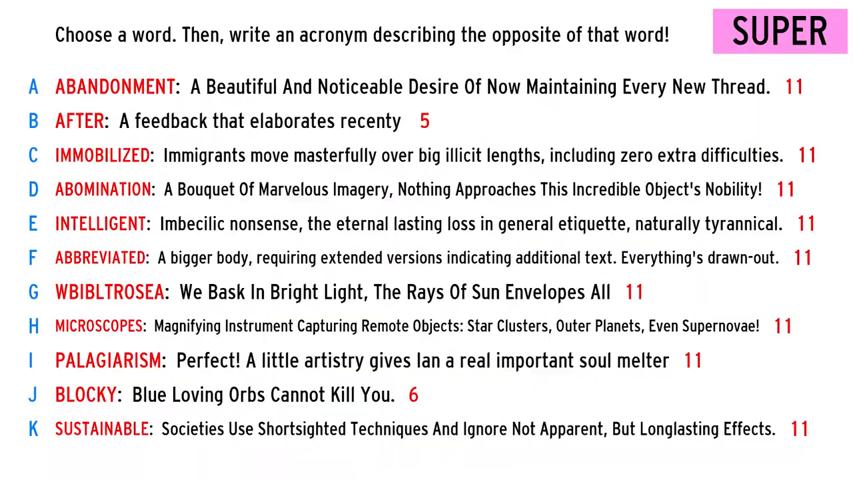 Choose a word. Then, write an acronym describing the opposite of that word!
SUPER
A ABANDONMENT: A Beautiful And Noticeable Desire Of Now Maintaining Every New Thread. 11
B AFTER: A feedback that elaborates recenty 5
C IMMOBILIZED: Immigrants move masterfully over big illicit lengths, including zero extra difficulties. 11
D ABOMINATION: A Bouquet Of Marvelous Imagery, Nothing Approaches This Incredible Object's Nobility! 11
E INTELLIGENT: Imbecilic nonsense, the eternal lasting loss in general etiquette, naturally tyrannical. 11
F ABBREVIATED: A bigger body, requiring extended versions indicating additional text. Everything's drawn-out. 11
G WBIBLTROSEA: We Bask In Bright Light, The Rays Of Sun Envelopes All 11
H MICROSCOPES: Magnifying Instrument Capturing Remote Objects: Star Clusters, Outer Planets, Even Supernovae! 11
I PALAGIARISM: Perfect! A little artistry gives Ian a real important soul melter 11
J BLOCKY: Blue Loving Orbs Cannot Kill You. 6
K SUSTAINABLE: Societies Use Shortsighted Techniques And Ignore Not Apparent, But Longlasting Effects. 11